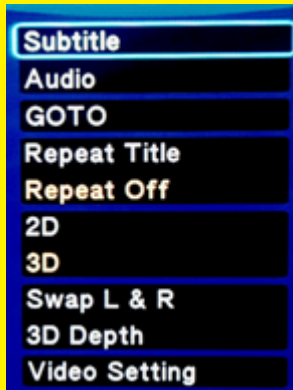 Subtitle
Audio
GOTO
Repeat Title
Repeat Off
2D
3D
Swap L & R
3D Depth
Video Setting